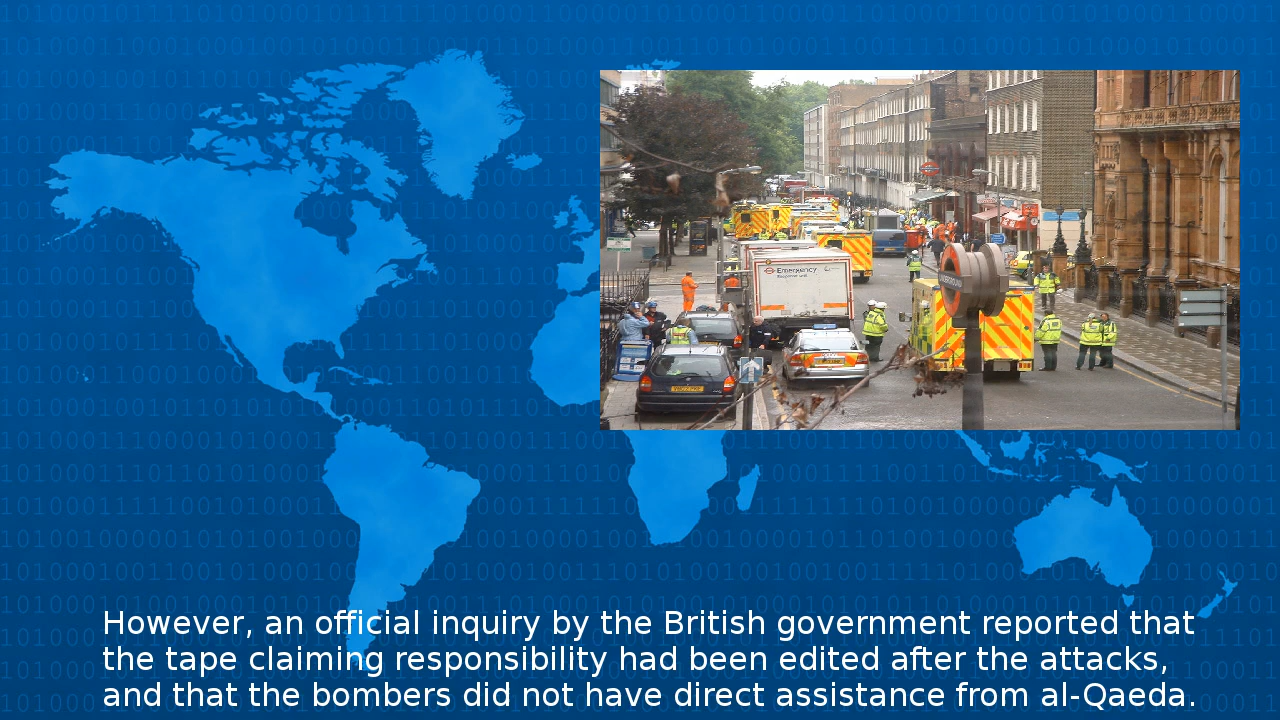 Emergency
However, an official inquiry by the British government reported that
the tape claiming responsibility had been edited after the attacks,
and that the bombers did not have direct assistance from al-Qaeda.